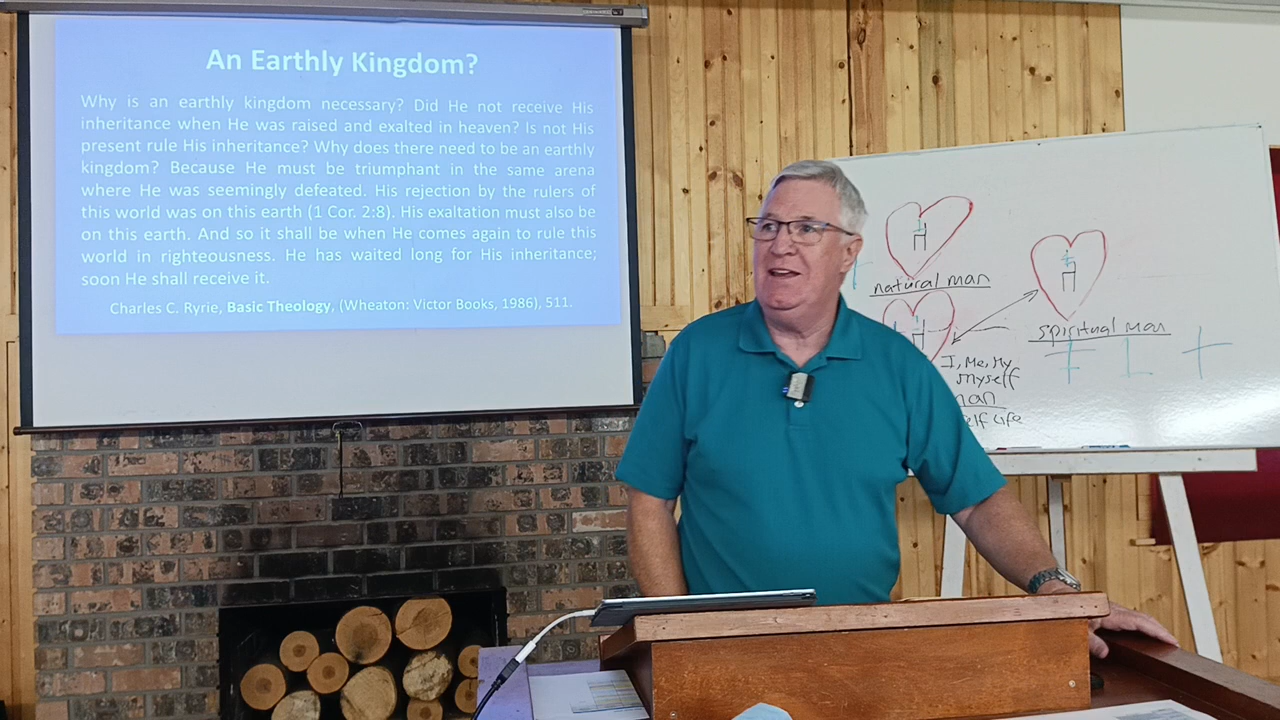 An Earthly Kingdom?
Why is an earthly kingdom necessary? Did He not receive His
inheritance when He was raised and exalted in heaven? Is not His
present rule His inheritance? Why does there need to be an earthly
kingdom? Because He must be triumphant in the same arena
where He was seemingly defeated. His rejection by the rulers of
this world was on this earth (1 Cor. 2:8). His exaltation must also be
on this earth. And so it shall be when He comes again to rule this
world in righteousness. He has waited long for His inheritance;
soon He shall receive it.
Charles C. Ryrie, Basic Theology, (Wheaton: Victor Books, 1986), 511.
natural man
spiritual man
I, Me, My
Myself
man
elf life